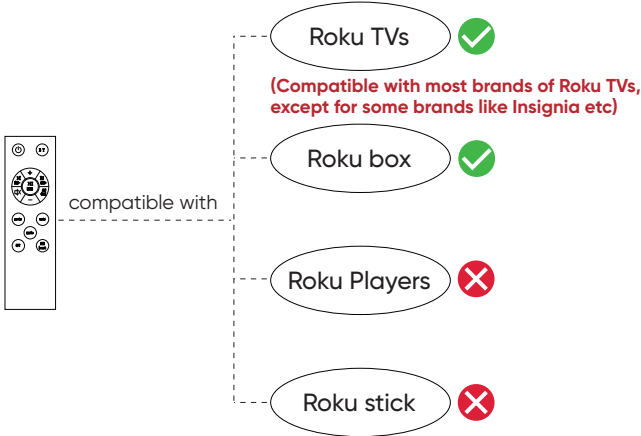 Roku TVs
(Compatible with most brands of Roku TVs,
except for some brands like Insignia etc)
Roku box
compatible with
Roku Players
Roku stick